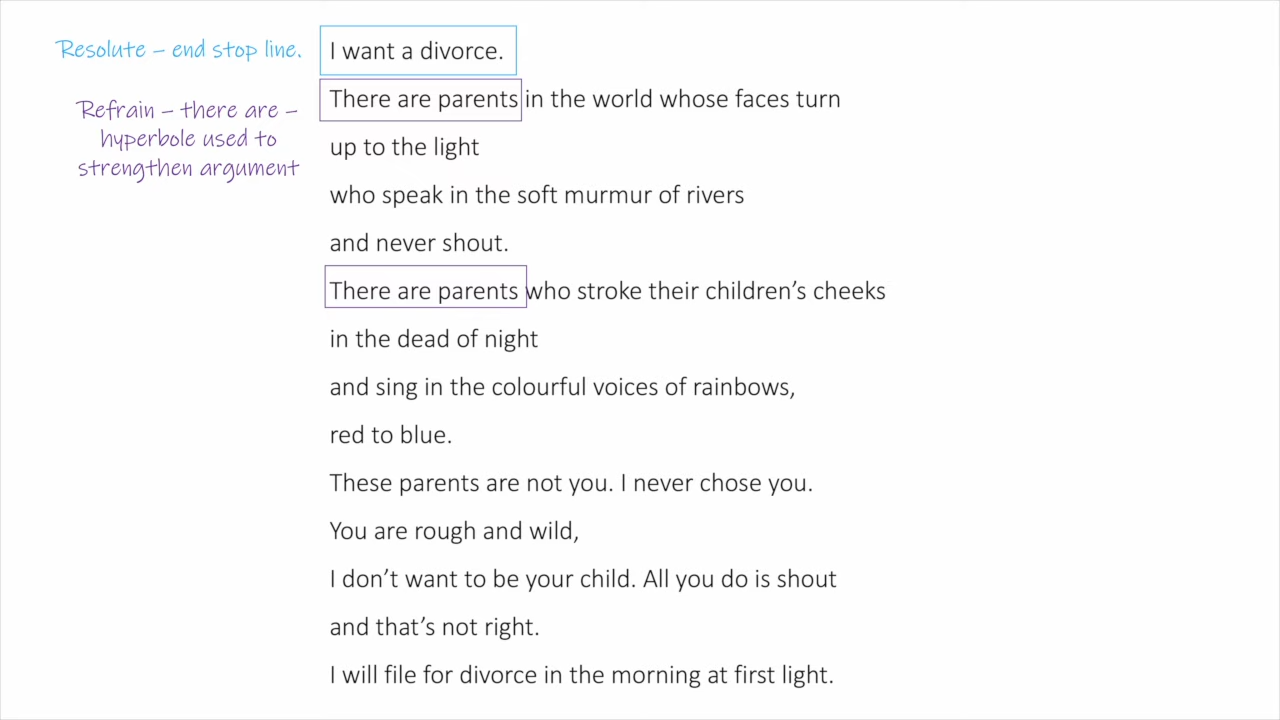 Resolute – end stop line.
I want a divorce.
Refrain – there are –
hyperbole used to
strengthen argument
There are parents in the world whose faces turn
up to the light
who speak in the soft murmur of rivers
and never shout.
There are parents who stroke their children's cheeks
in the dead of night
and sing in the colourful voices of rainbows,
red to blue.
These parents are not you. I never chose you.
You are rough and wild,
I don't want to be your child. All you do is shout
and that's not right.
I will file for divorce in the morning at first light.